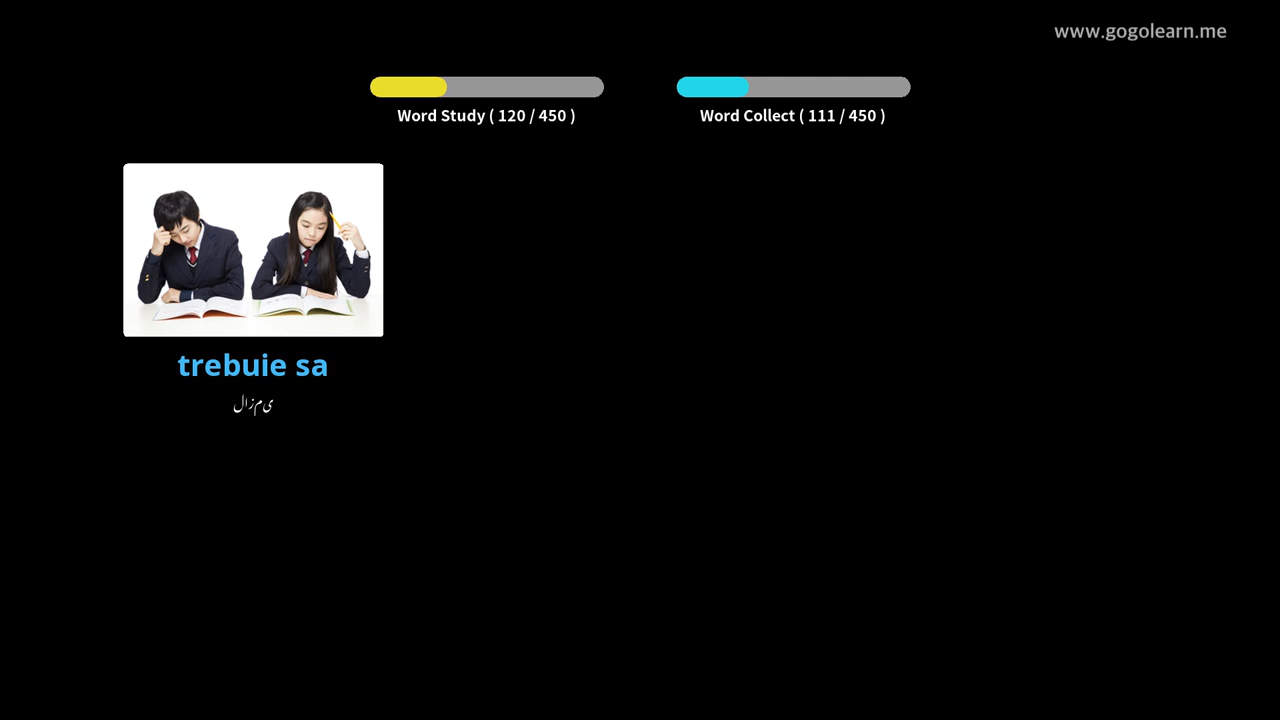 www.gogolearn.me
Word Study ( 120 / 450 )
Word Collect ( 111 / 450 )
trebuie sa
لازمی